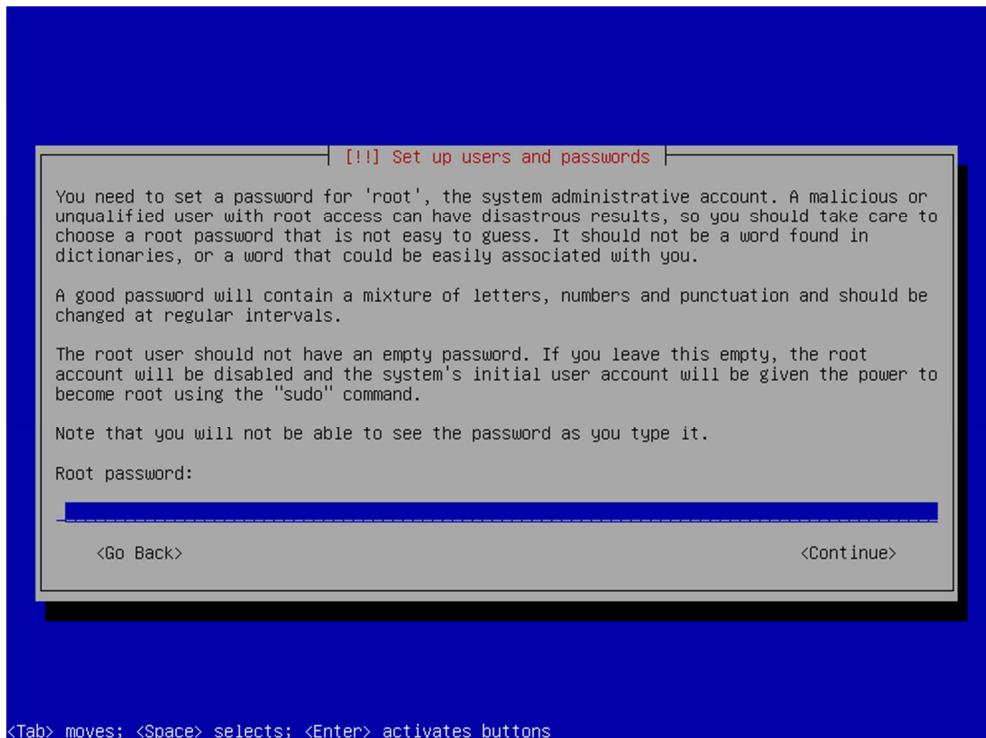 [!!] Set up users and passwords
You need to set a password for 'root', the system administrative account. A malicious or
unqualified user with root access can have disastrous results, so you should take care to
choose a root password that is not easy to guess. It should not be a word found in
dictionaries, or a word that could be easily associated with you.
A good password will contain a mixture of letters, numbers and punctuation and should be
changed at regular intervals.
The root user should not have an empty password. If you leave this empty, the root
account will be disabled and the system's initial user account will be given the power to
become root using the "sudo" command.
Note that you will not be able to see the password as you type it.
Root password:
<Go Back> <Continue>
<Tab> moves; <Space> selects; <Enter> activates buttons